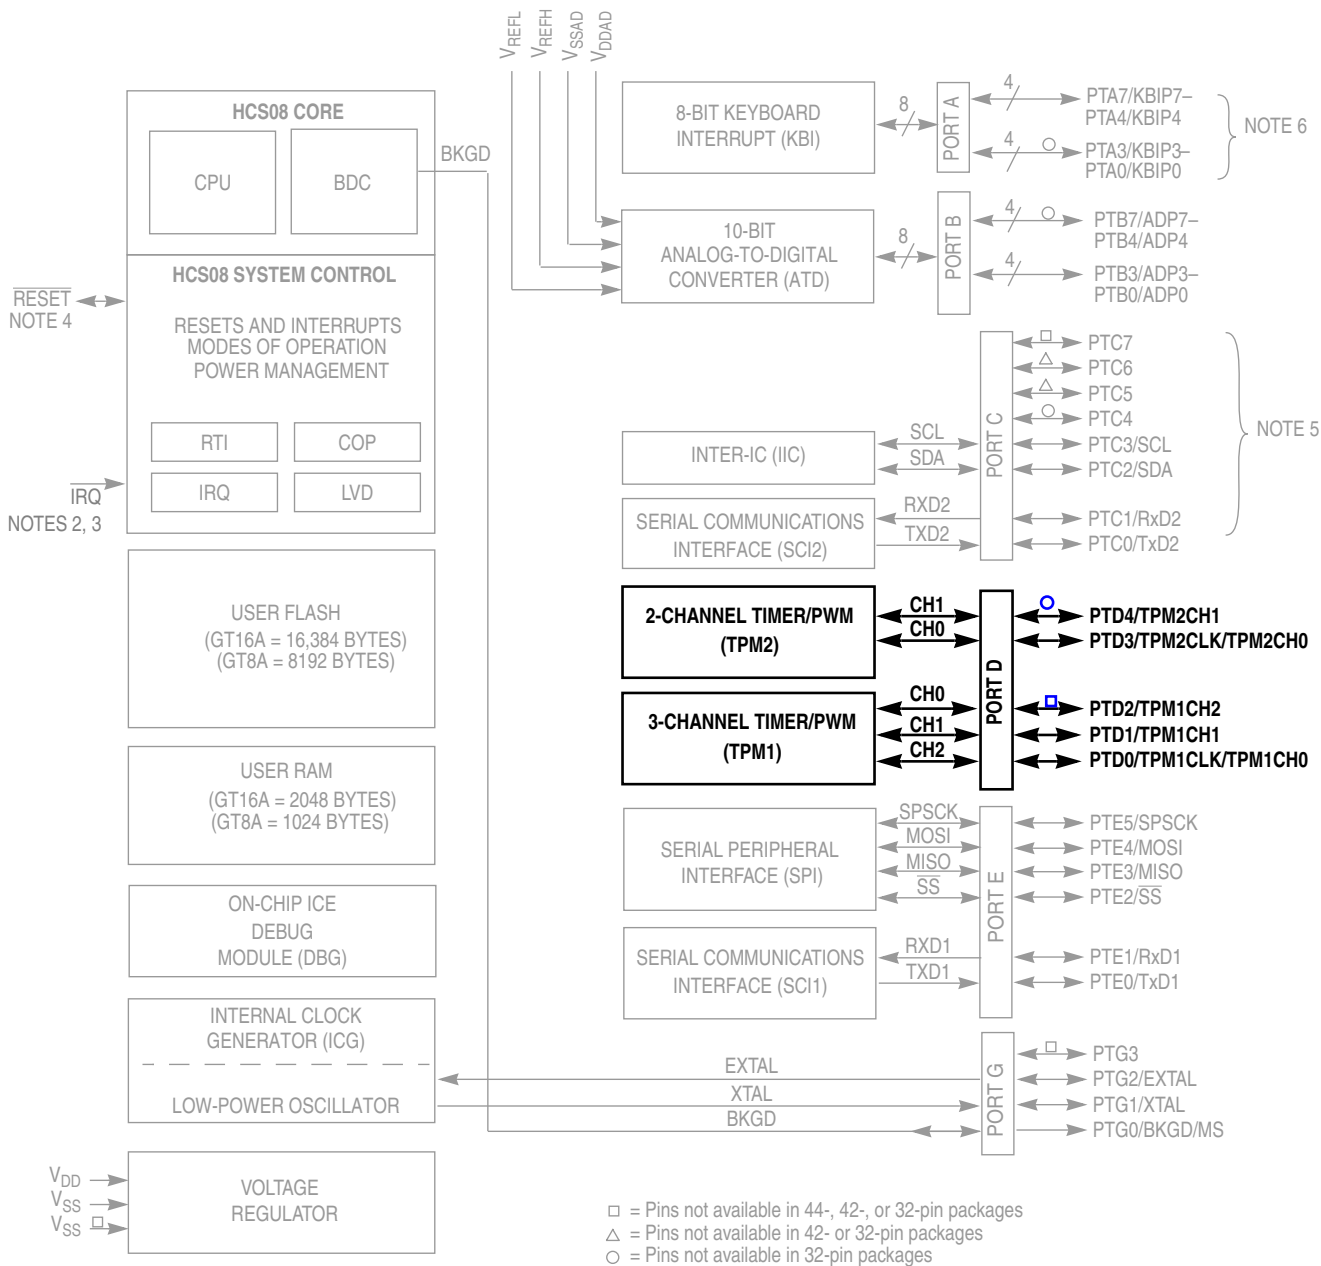 VREFL
VREFH
VSSAD
VDDAD
HCS08 CORE
CPU
BDC
BKGD
HCS08 SYSTEM CONTROL
RESET
NOTE 4
RESETS AND INTERRUPTS
MODES OF OPERATION
POWER MANAGEMENT
RTI
COP
IRQ
LVD
IRQ
NOTES 2, 3
USER FLASH
(GT16A = 16,384 BYTES)
(GT8A = 8192 BYTES)
USER RAM
(GT16A = 2048 BYTES)
(GT8A = 1024 BYTES)
ON-CHIP ICE
DEBUG
MODULE (DBG)
INTERNAL CLOCK
GENERATOR (ICG)
LOW-POWER OSCILLATOR
VDD
VSS
VSS
VOLTAGE
REGULATOR
8-BIT KEYBOARD
INTERRUPT (KBI)
8
PORT A
4
PTA7/KBIP7–
PTA4/KBIP4
4
PTA3/KBIP3–
PTA0/KBIP0
NOTE 6
10-BIT
ANALOG-TO-DIGITAL
CONVERTER (ATD)
8
PORT B
4
PTB7/ADP7–
PTB4/ADP4
4
PTB3/ADP3–
PTB0/ADP0
INTER-IC (IIC)
SCL
SDA
SERIAL COMMUNICATIONS
INTERFACE (SCI2)
RXD2
TXD2
PORT C
PTC7
PTC6
PTC5
PTC4
PTC3/SCL
PTC2/SDA
PTC1/RxD2
PTC0/TxD2
NOTE 5
2-CHANNEL TIMER/PWM
(TPM2)
CH1
CH0
3-CHANNEL TIMER/PWM
(TPM1)
CH0
CH1
CH2
PORT D
PTD4/TPM2CH1
PTD3/TPM2CLK/TPM2CH0
PTD2/TPM1CH2
PTD1/TPM1CH1
PTD0/TPM1CLK/TPM1CH0
SERIAL PERIPHERAL
INTERFACE (SPI)
SPSCK
MOSI
MISO
SS
SERIAL COMMUNICATIONS
INTERFACE (SCI1)
RXD1
TXD1
PORT E
PTE5/SPSCK
PTE4/MOSI
PTE3/MISO
PTE2/SS
PTE1/RxD1
PTE0/TxD1
EXTAL
XTAL
BKGD
PORT G
PTG3
PTG2/EXTAL
PTG1/XTAL
PTG0/BKGD/MS
□ = Pins not available in 44-, 42-, or 32-pin packages
△ = Pins not available in 42- or 32-pin packages
○ = Pins not available in 32-pin packages